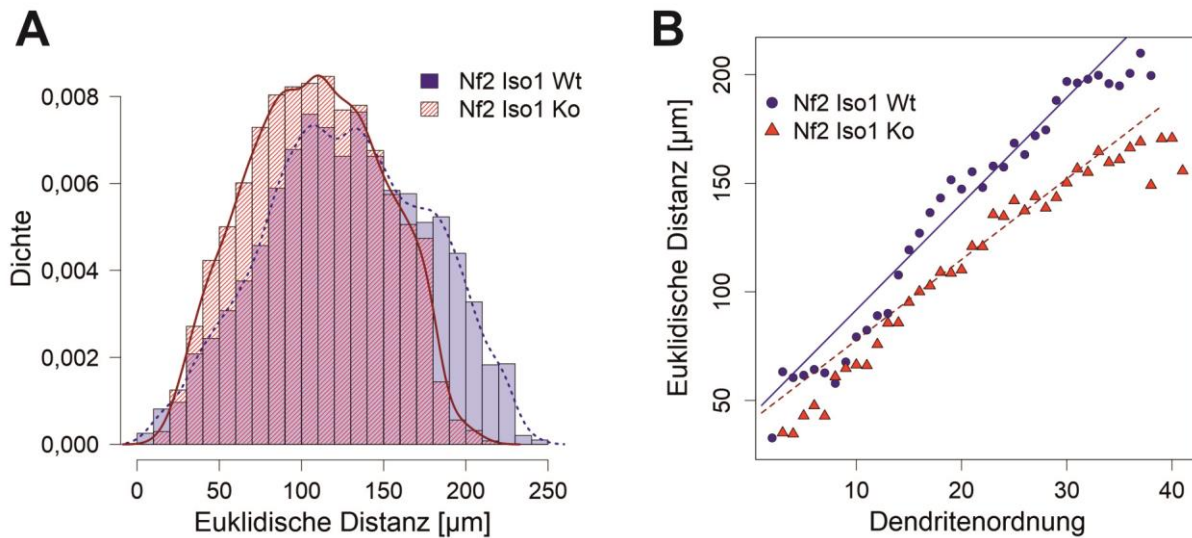 A
Nf2 Iso1 Wt
Nf2 Iso1 Ko
Dichte
0,008
0,006
0,004
0,002
0,000
0 50 100 150 200 250
Euklidische Distanz [µm]
B
Nf2 Iso1 Wt
Nf2 Iso1 Ko
Euklidische Distanz [µm]
200
150
100
50
10 20 30 40
Dendritenordnung